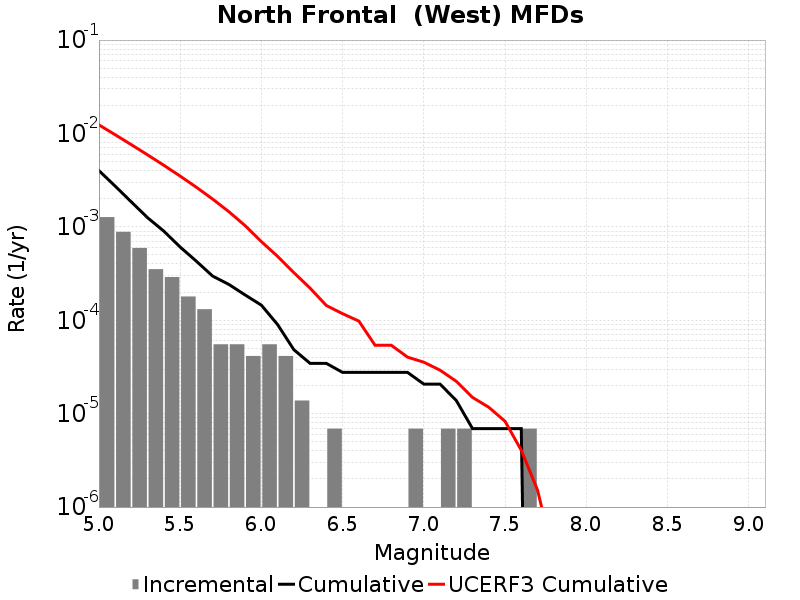 North Frontal  (West) MFDs
10^-1
10^-2
10^-3
10^-4
10^-5
10^-6
Rate (1/yr)
5.0 5.5 6.0 6.5 7.0 7.5 8.0 8.5 9.0
Magnitude
Incremental Cumulative UCERF3 Cumulative